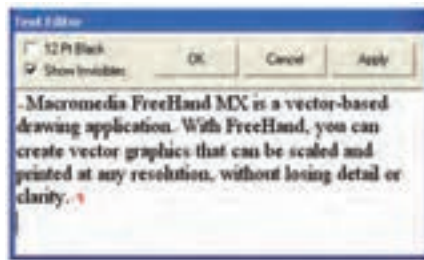 Text Editor
12 Pt Black
Show Invisibles
OK
Cancel
Apply
Macromedia FreeHand MX is a vector-based
drawing application. With FreeHand, you can
create vector graphics that can be scaled and
printed at any resolution, without losing detail or
clarity. ¶